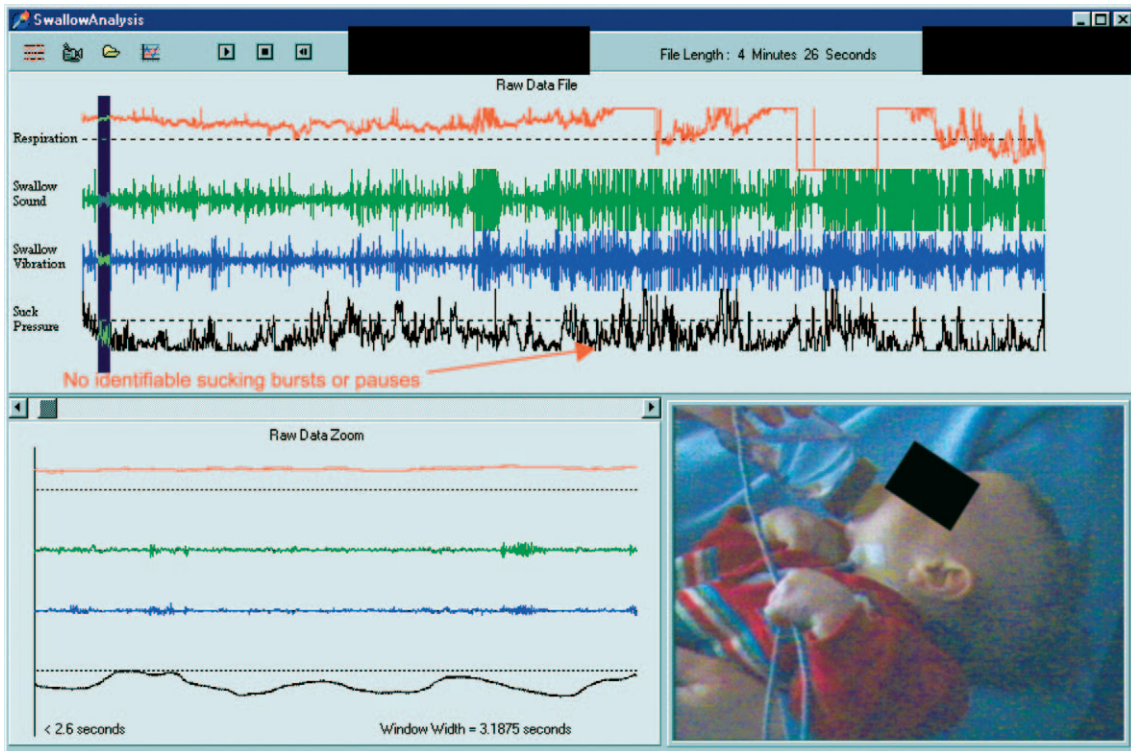 SwallowAnalysis
File Length : 4 Minutes 26 Seconds
Raw Data File
Respiration
Swallow
Sound
Swallow
Vibration
Suck
Pressure
No identifiable sucking bursts or pauses
Raw Data Zoom
< 2.6 seconds
Window Width = 3.1875 seconds